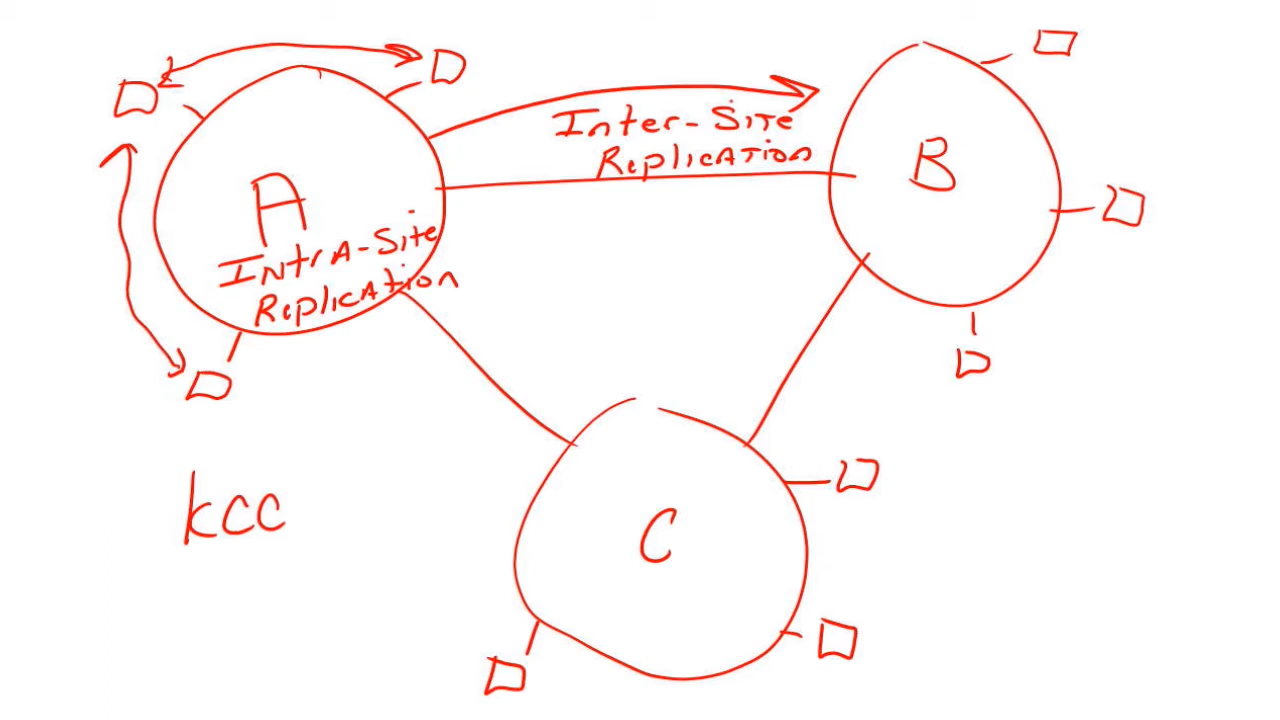 Inter-Site
Replication
A
B
Intra-Site
Replication
KCC
C